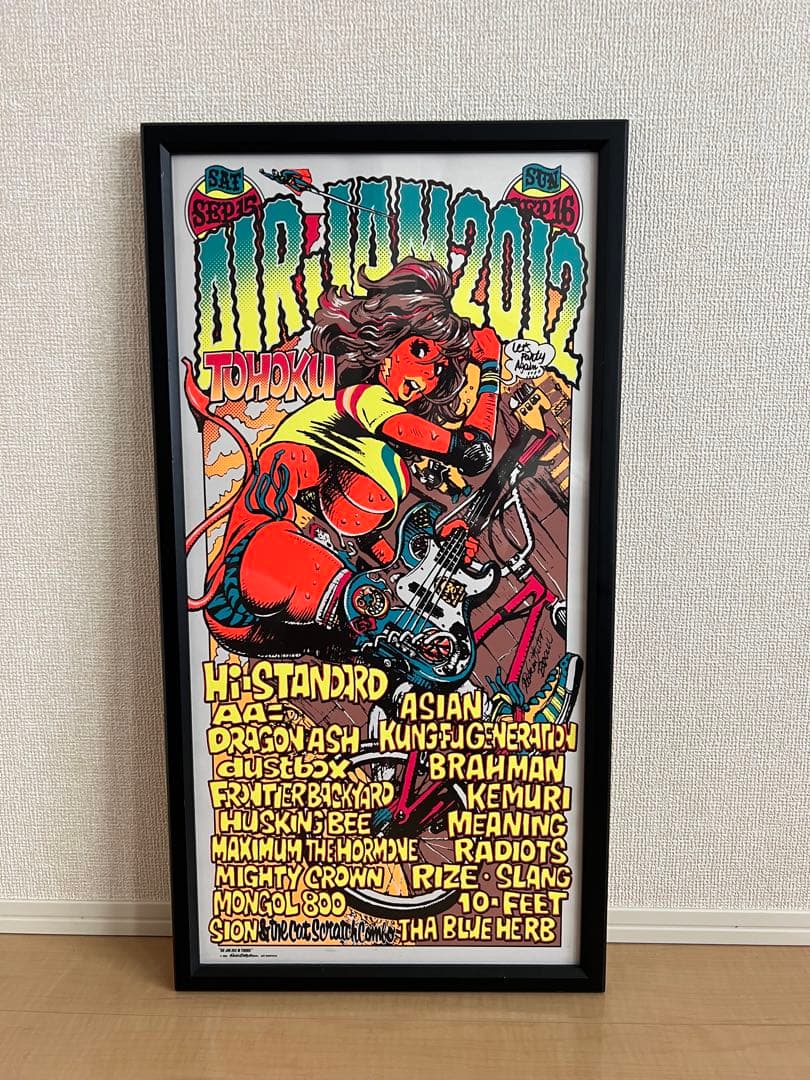 SAT
SEP 15
SUN
SEP 16
AIR JAM 2012
TOHOKU
Let's
Party
Again
Hi-STANDARD
AA=
ASIAN
KUNG-FU GENERATION
DRAGON ASH
dustbox
BRAHMAN
FRONTIER BACKYARD
KEMURI
HUSKING BEE
MEANING
MAXIMUM THE HORMONE
RADIOTS
MIGHTY CROWN
RIZE · SLANG
MONGOL 800
10-FEET
SION & the Cat Scratch Combo
THA BLUE HERB